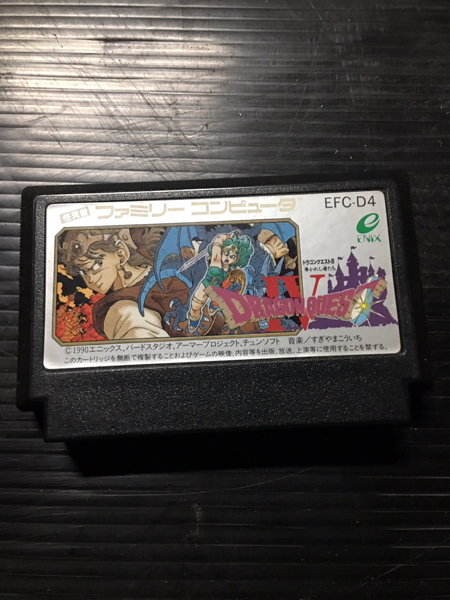 任天堂 ファミリーコンピュータ
EFC-D4
ENIX
ドラゴンクエストIV
導かれし者たち
IV
DRAGON QUEST
©1990エニックス、バードスタジオ、アーマープロジェクト、チュンソフト 音楽/すぎやまこういち
このカートリッジを無断で複製することおよびゲームの映像、内容等を出版、放送、上演等に使用することを禁ずる。